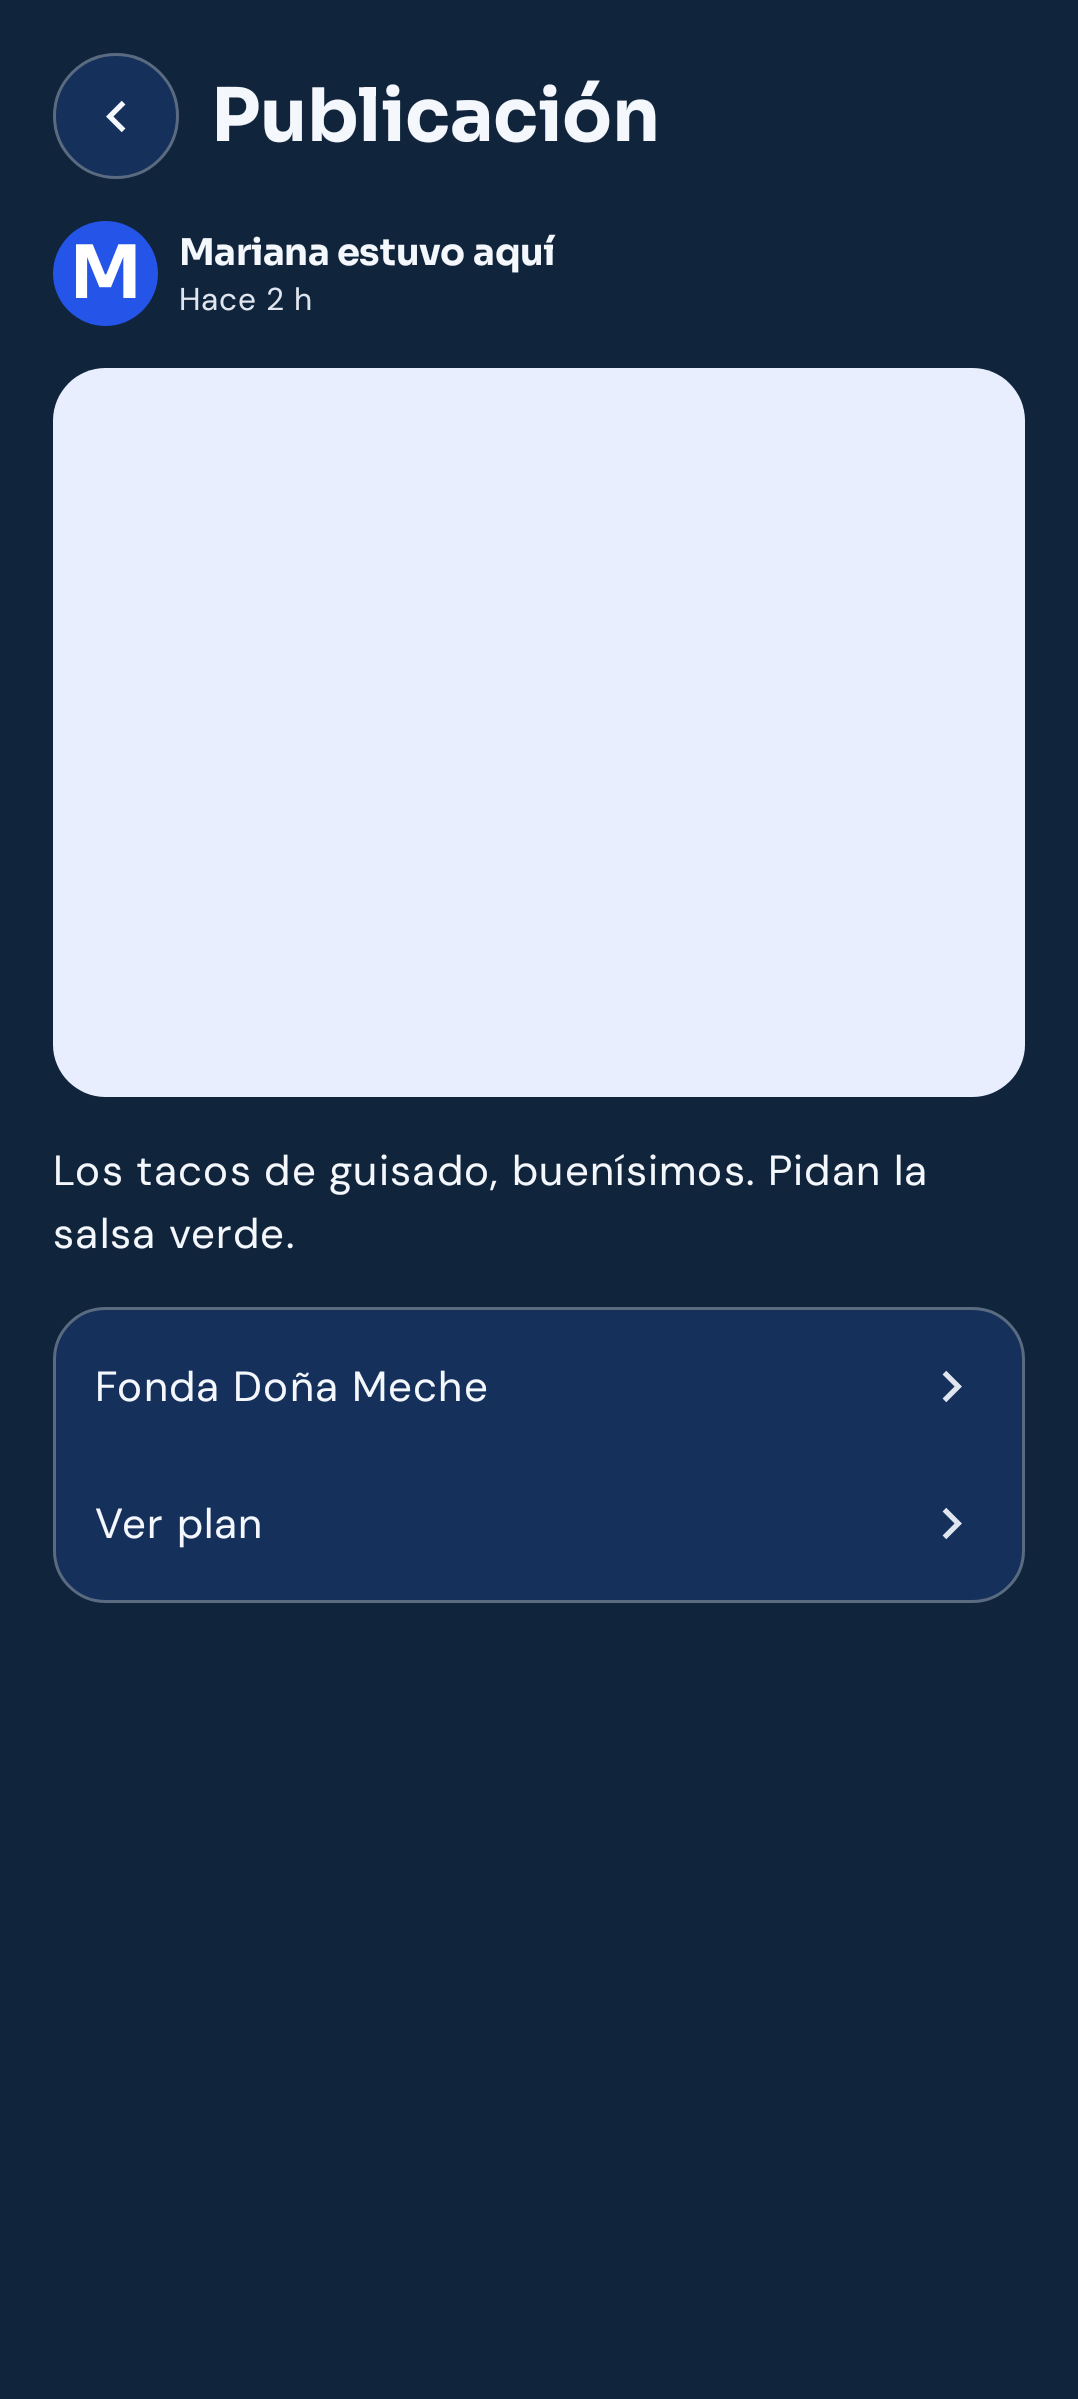 Publicación
M
Mariana estuvo aquí
Hace 2 h
Los tacos de guisado, buenísimos. Pidan la
salsa verde.
Fonda Doña Meche
Ver plan